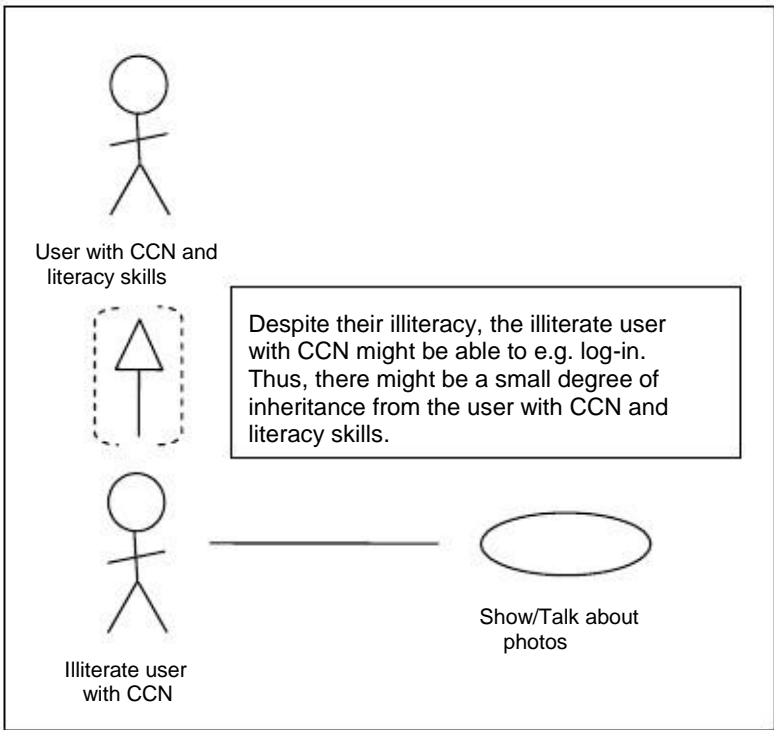 User with CCN and
literacy skills
Despite their illiteracy, the illiterate user
with CCN might be able to e.g. log-in.
Thus, there might be a small degree of
inheritance from the user with CCN and
literacy skills.
Show/Talk about
photos
Illiterate user
with CCN